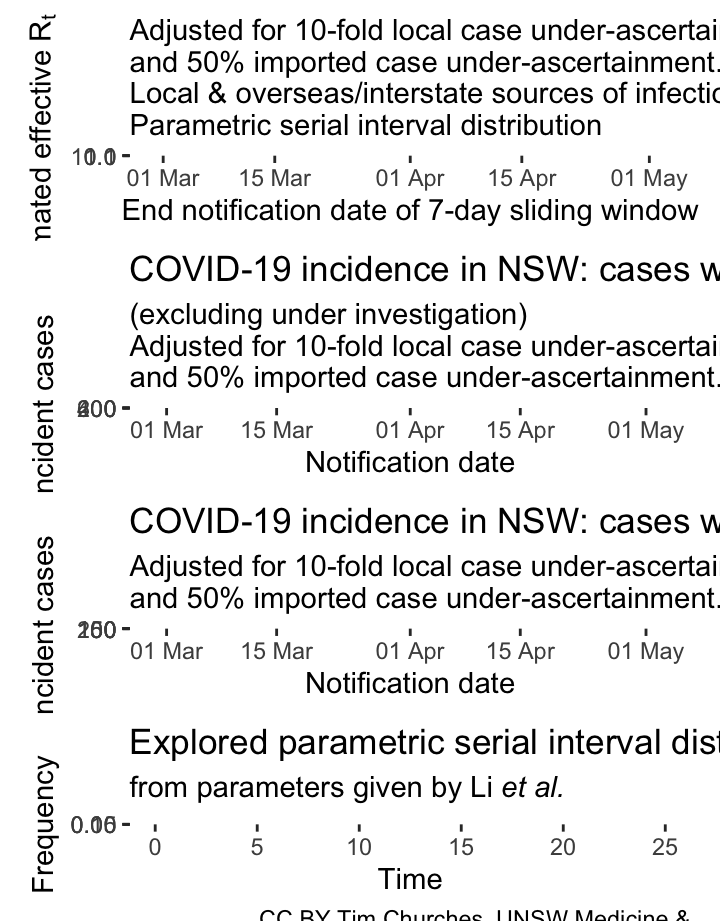 nated effective Rt
Adjusted for 10-fold local case under-ascertai
and 50% imported case under-ascertainment.
Local & overseas/interstate sources of infectio
Parametric serial interval distribution
01 Mar 15 Mar 01 Apr 15 Apr 01 May
End notification date of 7-day sliding window
COVID-19 incidence in NSW: cases w
(excluding under investigation)
Adjusted for 10-fold local case under-ascertai
and 50% imported case under-ascertainment.
ncident cases
01 Mar 15 Mar 01 Apr 15 Apr 01 May
Notification date
COVID-19 incidence in NSW: cases w
Adjusted for 10-fold local case under-ascertai
and 50% imported case under-ascertainment.
ncident cases
01 Mar 15 Mar 01 Apr 15 Apr 01 May
Notification date
Explored parametric serial interval dist
from parameters given by Li et al.
Frequency
0 5 10 15 20 25
Time
CC BY Tim Churches, UNSW Medicine &